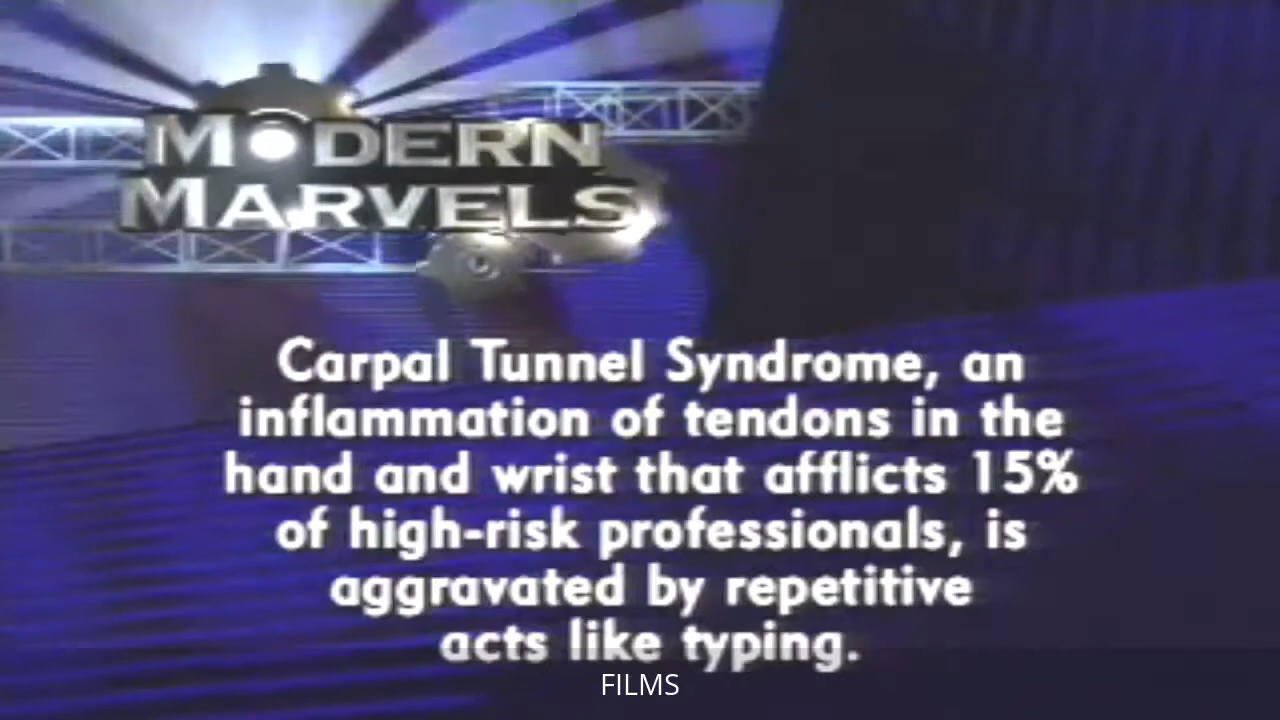 MODERN
MARVELS
Carpal Tunnel Syndrome, an
inflammation of tendons in the
hand and wrist that afflicts 15%
of high-risk professionals, is
aggravated by repetitive
acts like typing.
FILMS